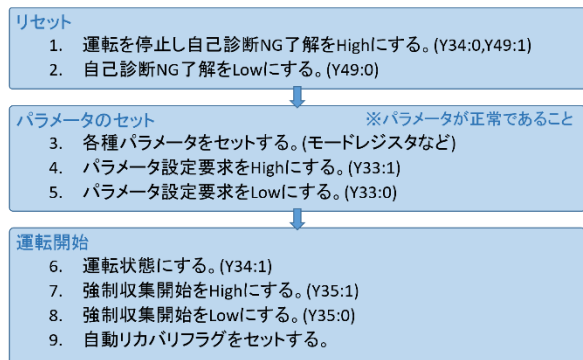 リセット
1. 運転を停止し自己診断NG了解をHighにする。(Y34:0,Y49:1)
2. 自己診断NG了解をLowにする。(Y49:0)
パラメータのセット ※パラメータが正常であること
3. 各種パラメータをセットする。(モードレジスタなど)
4. パラメータ設定要求をHighにする。(Y33:1)
5. パラメータ設定要求をLowにする。(Y33:0)
運転開始
6. 運転状態にする。(Y34:1)
7. 強制収集開始をHighにする。(Y35:1)
8. 強制収集開始をLowにする。(Y35:0)
9. 自動リカバリフラグをセットする。